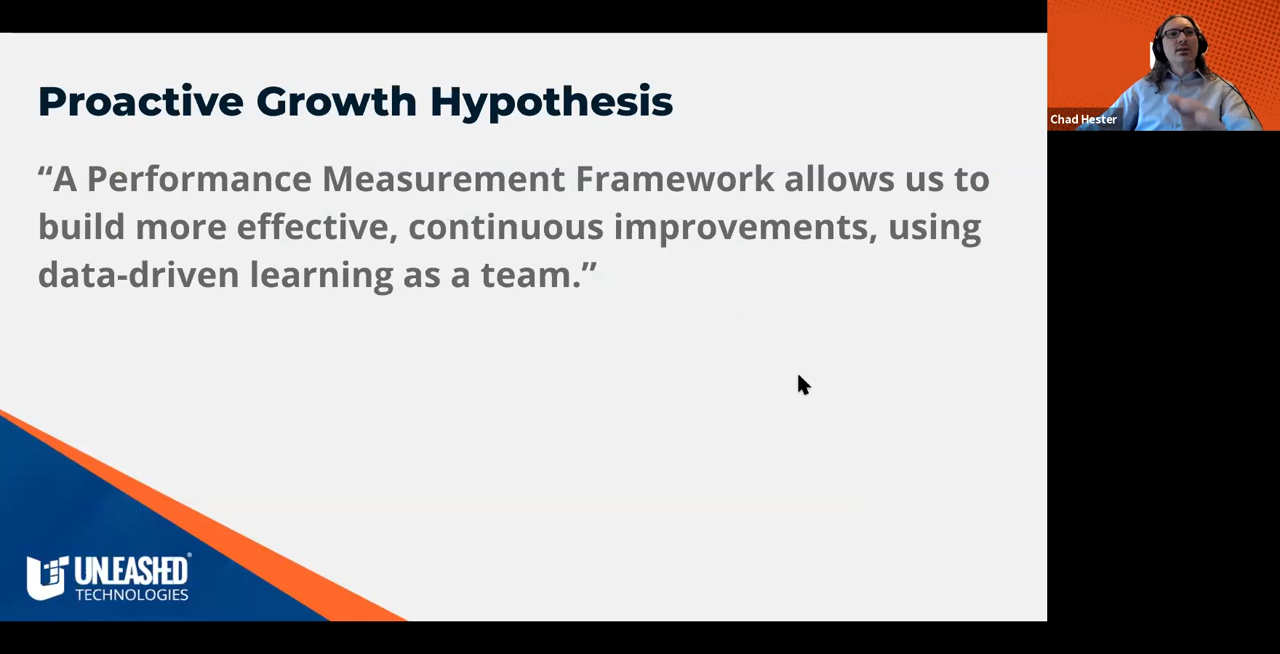 Proactive Growth Hypothesis
“A Performance Measurement Framework allows us to
build more effective, continuous improvements, using
data-driven learning as a team.”
UNLEASHED®
TECHNOLOGIES
Chad Hester